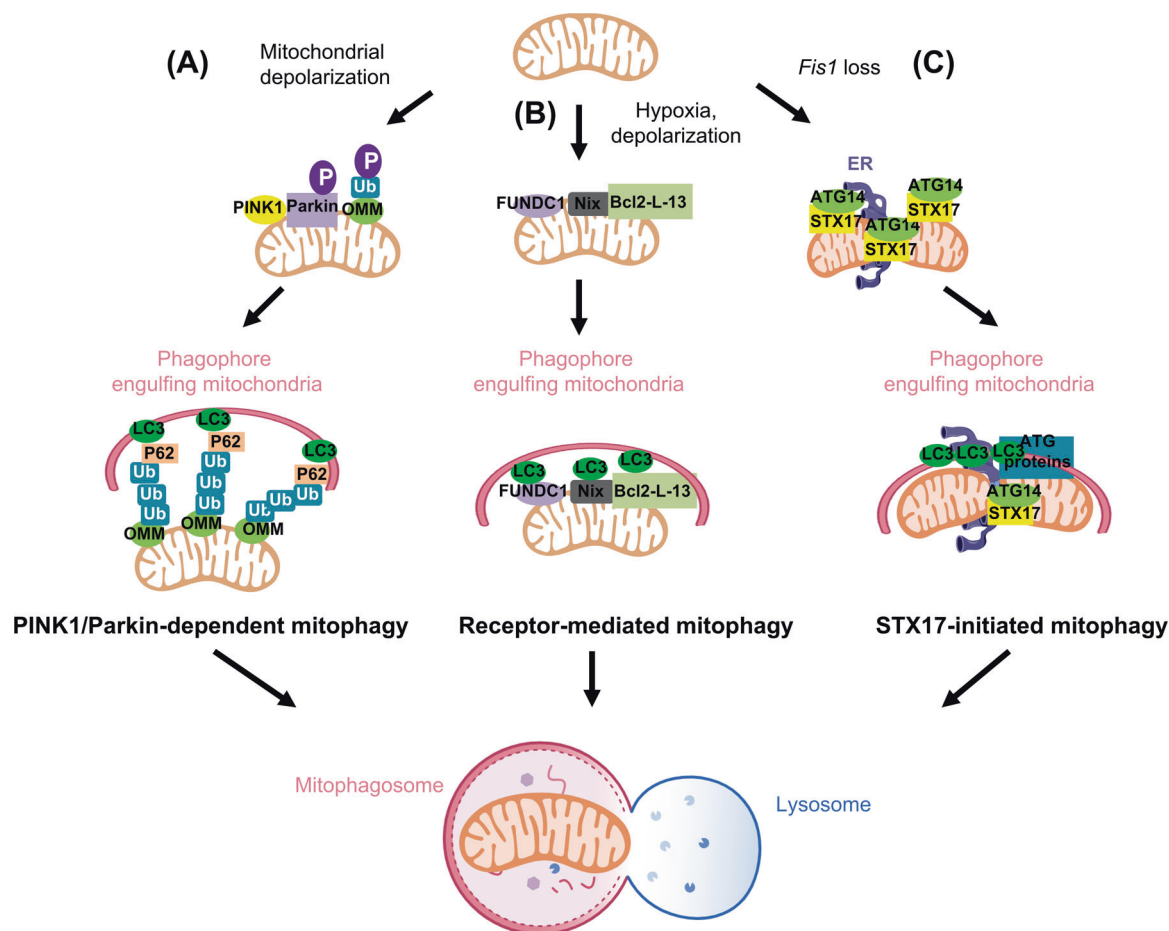 (A)
Mitochondrial
depolarization
(B)
Hypoxia,
depolarization
Fis1 loss
(C)
P
Ub
OMM
P
Parkin
PINK1
FUNDC1
Nix
Bcl2-L-13
ER
ATG14
STX17
ATG14
STX17
ATG14
STX17
Phagophore
engulfing mitochondria
Phagophore
engulfing mitochondria
Phagophore
engulfing mitochondria
LC3
P62
Ub
Ub
Ub
OMM
LC3
P62
Ub
Ub
Ub
OMM
LC3
P62
Ub
Ub
Ub
OMM
LC3
LC3
LC3
FUNDC1
Nix
Bcl2-L-13
LC3
LC3
LC3
ATG
proteins
ATG14
STX17
PINK1/Parkin-dependent mitophagy
Receptor-mediated mitophagy
STX17-initiated mitophagy
Mitophagosome
Lysosome